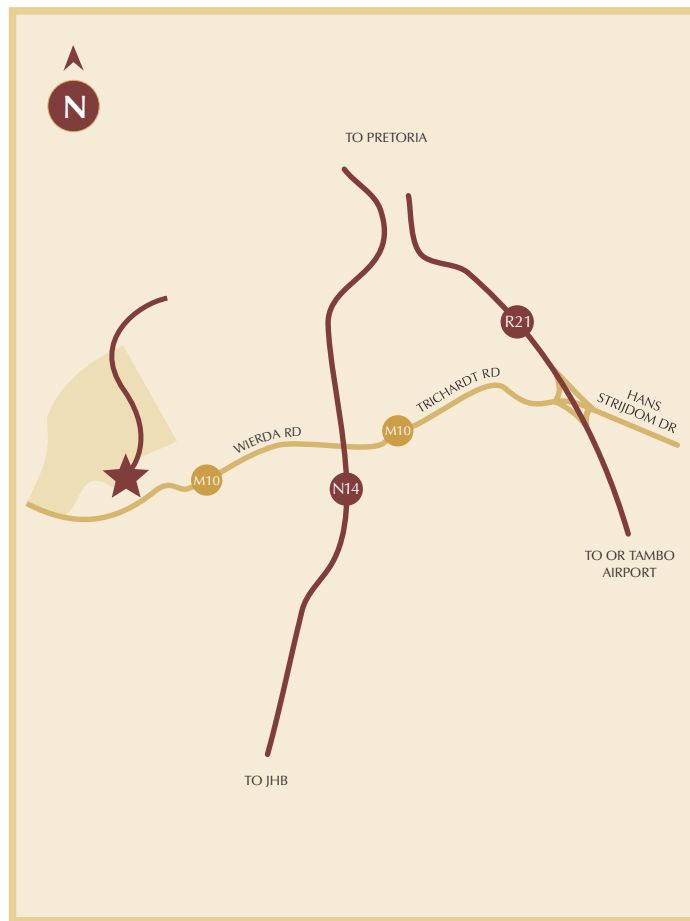 N
TO PRETORIA
R21
TRICHARDT RD
HANS
STRIJDOM DR
M10
WIERDA RD
M10
N14
TO OR TAMBO
AIRPORT
TO JHB